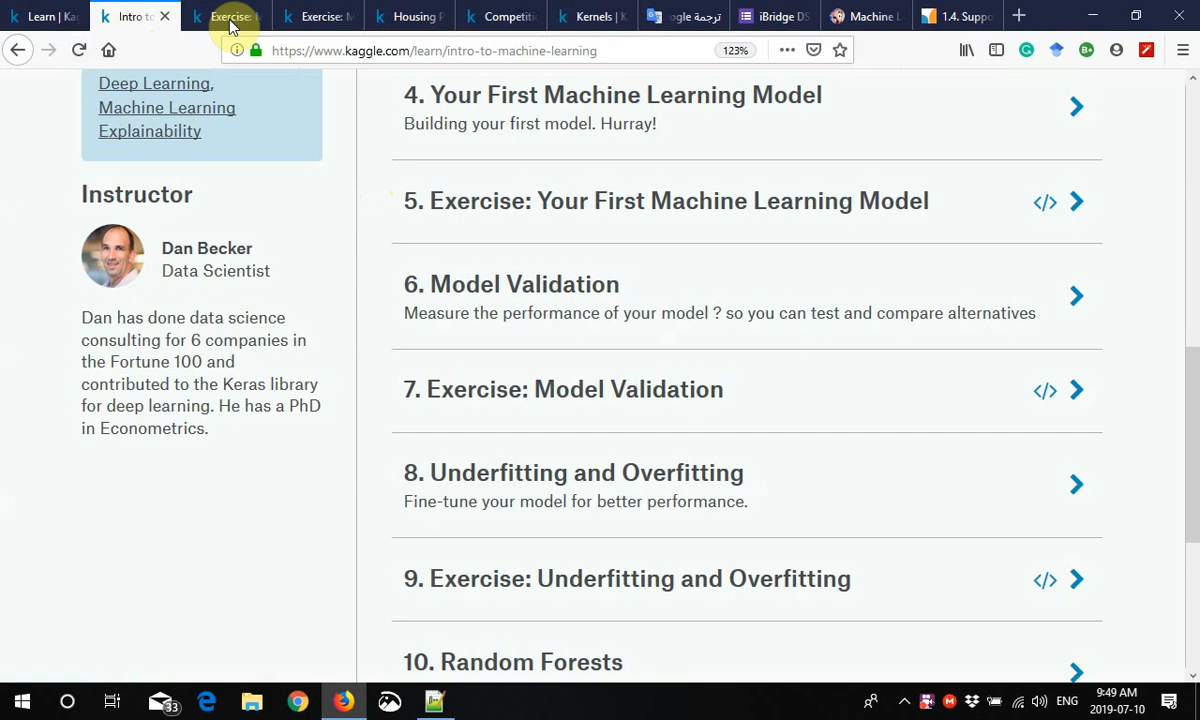 Learn | Ka
Intro to
Exercise:
Exercise: M
Housing P
Competiti
Kernels | K
ترجمة Google
iBridge DS
Machine L
1.4. Suppo
https://www.kaggle.com/learn/intro-to-machine-learning
123%
Deep Learning,
Machine Learning
Explainability
Instructor
Dan Becker
Data Scientist
Dan has done data science
consulting for 6 companies in
the Fortune 100 and
contributed to the Keras library
for deep learning. He has a PhD
in Econometrics.
4. Your First Machine Learning Model
Building your first model. Hurray!
5. Exercise: Your First Machine Learning Model
</>
6. Model Validation
Measure the performance of your model ? so you can test and compare alternatives
7. Exercise: Model Validation
</>
8. Underfitting and Overfitting
Fine-tune your model for better performance.
9. Exercise: Underfitting and Overfitting
</>
10. Random Forests
33
ENG
9:49 AM
2019-07-10